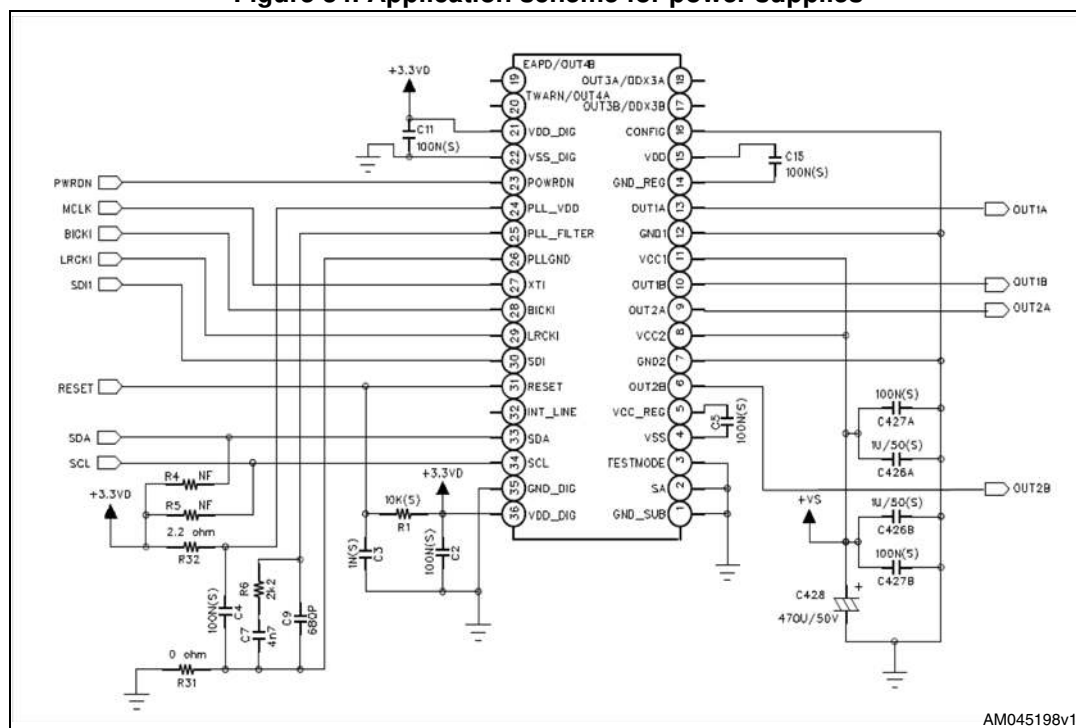 Figure 34. Application scheme for power supplies
EAPD/OUT4B
19
OUT3A/DDX3A
18
TWARN/OUT4A
20
OUT3B/DDX3B
17
+3.3VD
C11
100N(S)
21
VDD_DIG
CONFIG
16
22
VSS_DIG
VDD
15
C15
100N(S)
PWRDN
23
POWRDN
GND_REG
14
MCLK
24
PLL_VDD
OUT1A
13
OUT1A
BICKI
25
PLL_FILTER
GND1
12
LRCKI
26
PLLGND
VCC1
11
SDI1
27
XTI
OUT1B
10
OUT1B
28
BICKI
OUT2A
9
OUT2A
29
LRCKI
VCC2
8
30
SDI
GND2
7
RESET
31
RESET
OUT2B
6
32
INT_LINE
VCC_REG
5
C5
100N(S)
100N(S)
C427A
SDA
33
SDA
VSS
4
1U/50(S)
C426A
SCL
34
SCL
TESTMODE
3
R4
NF
+3.3VD
+3.3VD
35
GND_DIG
SA
2
OUT2B
R5
NF
10K(S)
R1
36
VDD_DIG
GND_SUB
1
+VS
1U/50(S)
C426B
2.2 ohm
R32
1N(S)
C3
100N(S)
C2
100N(S)
C427B
100N(S)
C4
R6
2k2
C7
4n7
C9
680P
C428
+
470U/50V
0 ohm
R31
AM045198v1